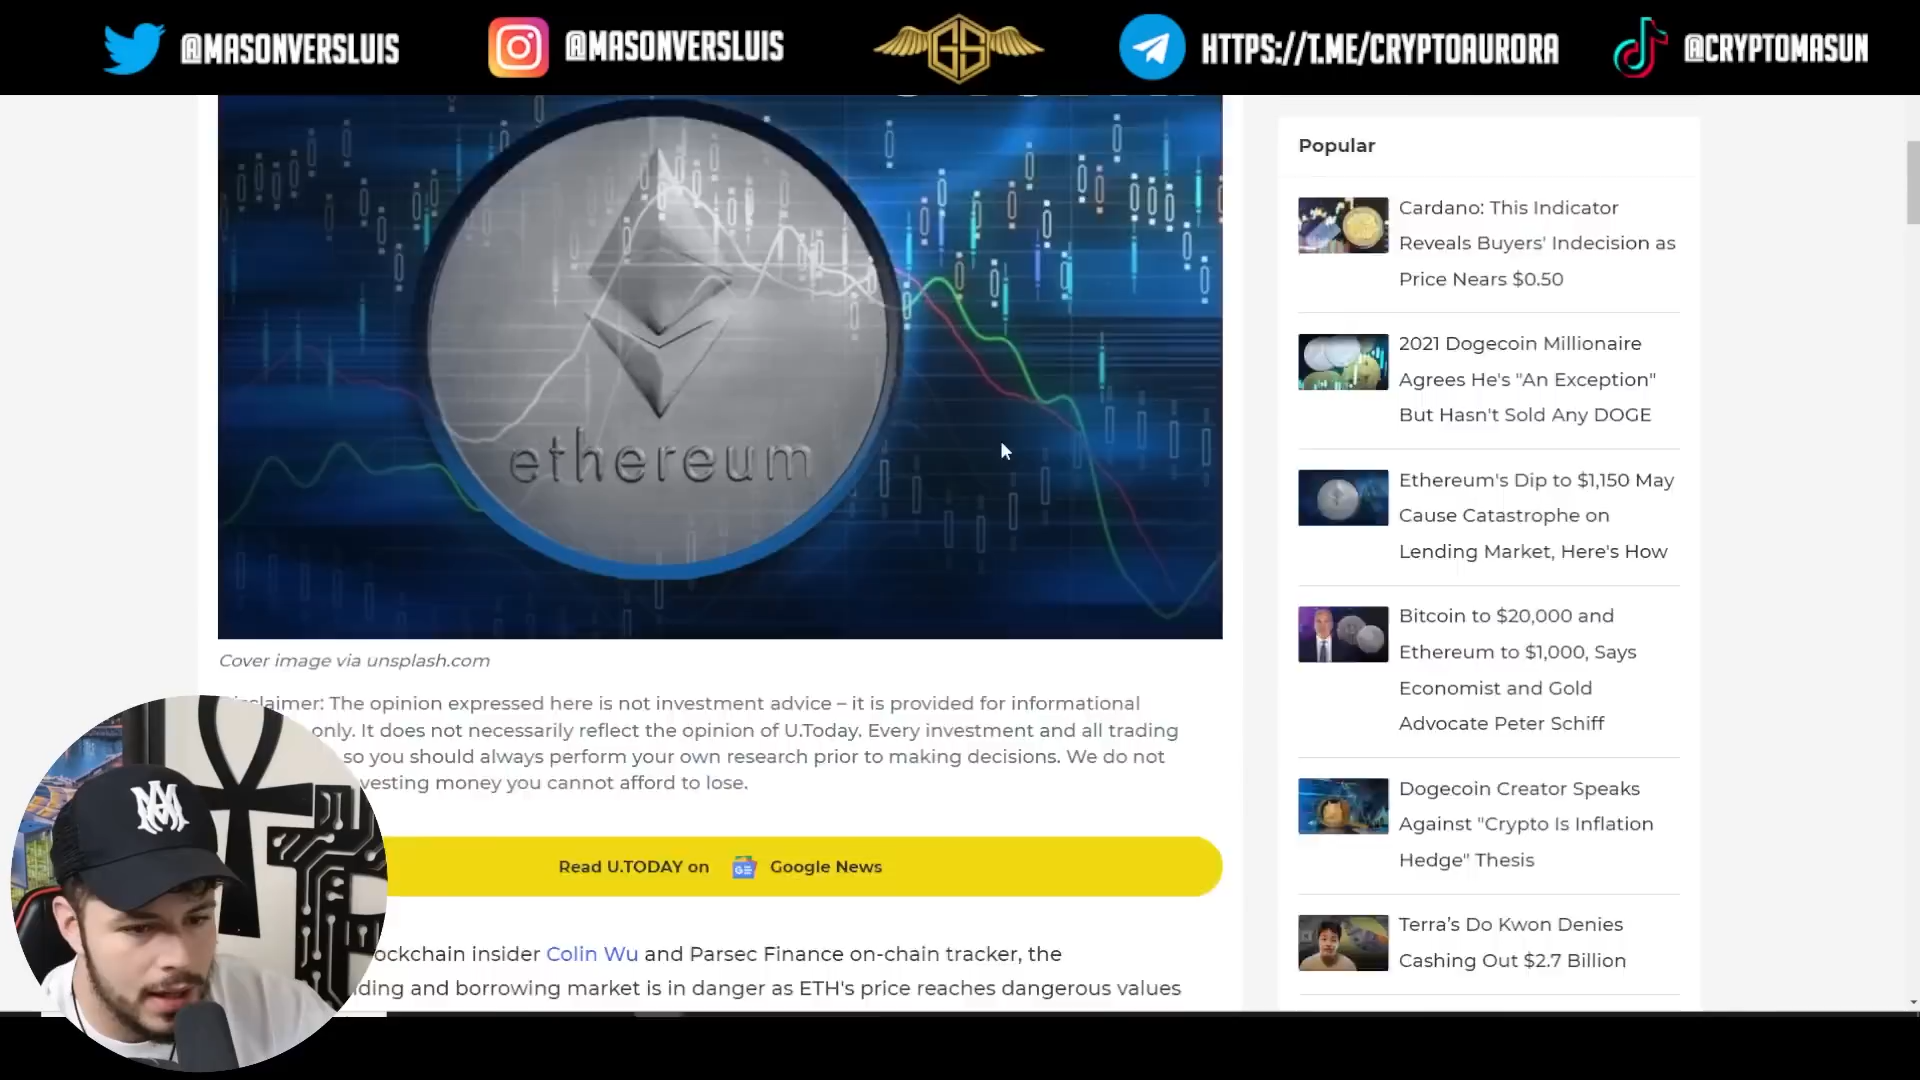 @MASONVERSLUIS
@MASONVERSLUIS
GS
HTTPS://T.ME/CRYPTOAURORA
@CRYPTOMASUN
ethereum
Cover image via unsplash.com
Disclaimer: The opinion expressed here is not investment advice – it is provided for informational
only. It does not necessarily reflect the opinion of U.Today. Every investment and all trading
so you should always perform your own research prior to making decisions. We do not
vesting money you cannot afford to lose.
Read U.TODAY on Google News
ockchain insider Colin Wu and Parsec Finance on-chain tracker, the
ding and borrowing market is in danger as ETH's price reaches dangerous values
Popular
Cardano: This Indicator
Reveals Buyers' Indecision as
Price Nears $0.50
2021 Dogecoin Millionaire
Agrees He's "An Exception"
But Hasn't Sold Any DOGE
Ethereum's Dip to $1,150 May
Cause Catastrophe on
Lending Market, Here's How
Bitcoin to $20,000 and
Ethereum to $1,000, Says
Economist and Gold
Advocate Peter Schiff
Dogecoin Creator Speaks
Against "Crypto Is Inflation
Hedge" Thesis
Terra's Do Kwon Denies
Cashing Out $2.7 Billion